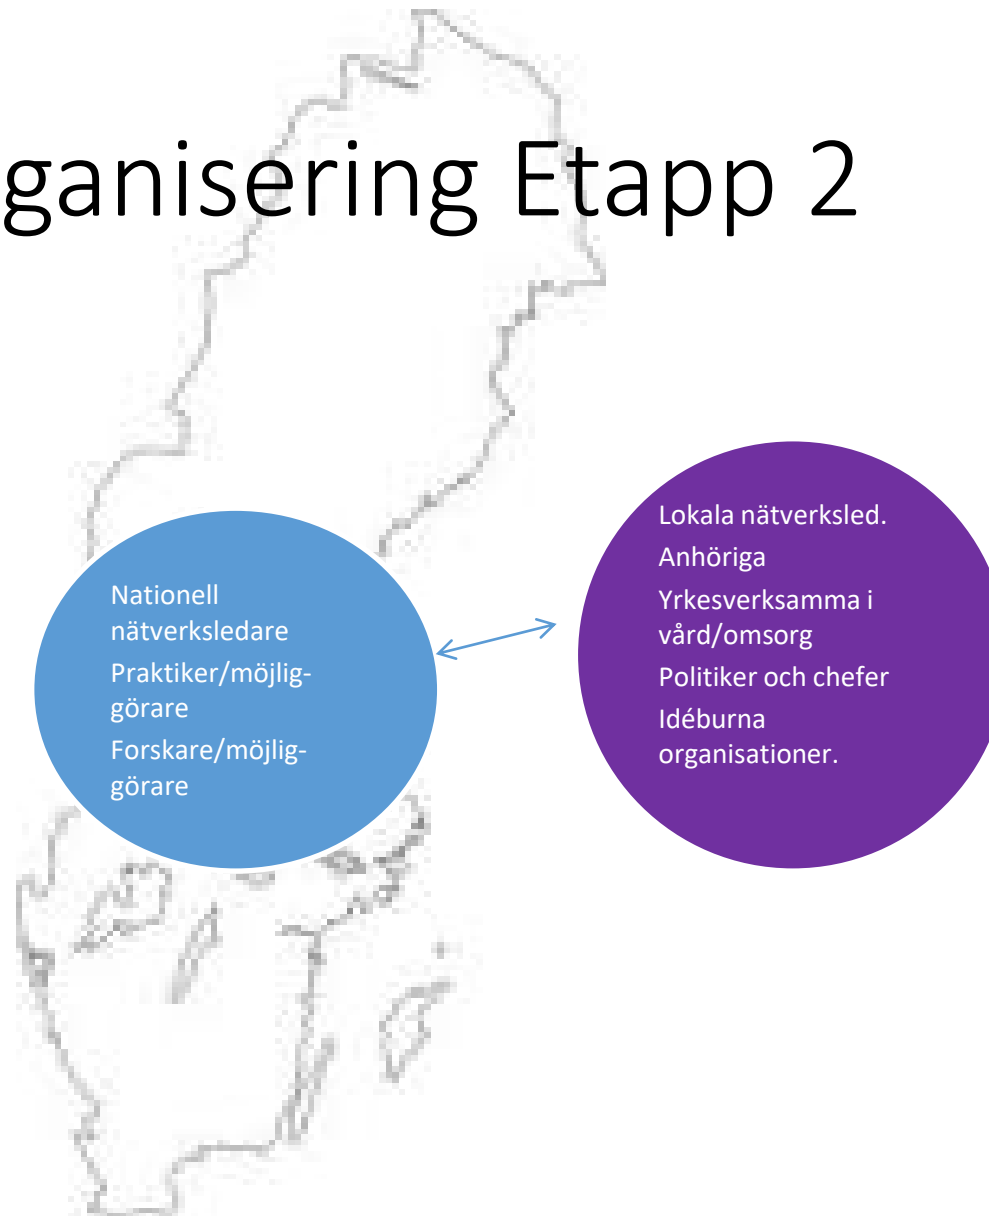 ganisering Etapp 2
Nationell
nätverksledare
Praktiker/möjlig-
görare
Forskare/möjlig-
görare
Lokala nätverksled.
Anhöriga
Yrkesverksamma i
vård/omsorg
Politiker och chefer
Idéburna
organisationer.